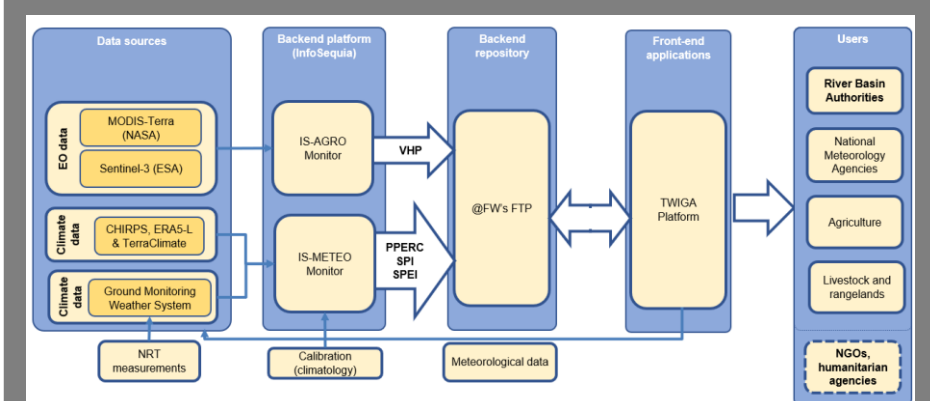 Data sources
EO data
MODIS-Terra
(NASA)
Sentinel-3 (ESA)
Climate
data
CHIRPS, ERA5-L
& TerraClimate
Climate
data
Ground Monitoring
Weather System
NRT
measurements
Backend platform
(InfoSequia)
IS-AGRO
Monitor
VHP
IS-METEO
Monitor
PPERC
SPI
SPEI
Calibration
(climatology)
Backend
repository
@FW's FTP
Meteorological data
Front-end
applications
TWIGA
Platform
Users
River Basin
Authorities
National
Meteorology
Agencies
Agriculture
Livestock and
rangelands
NGOs,
humanitarian
agencies